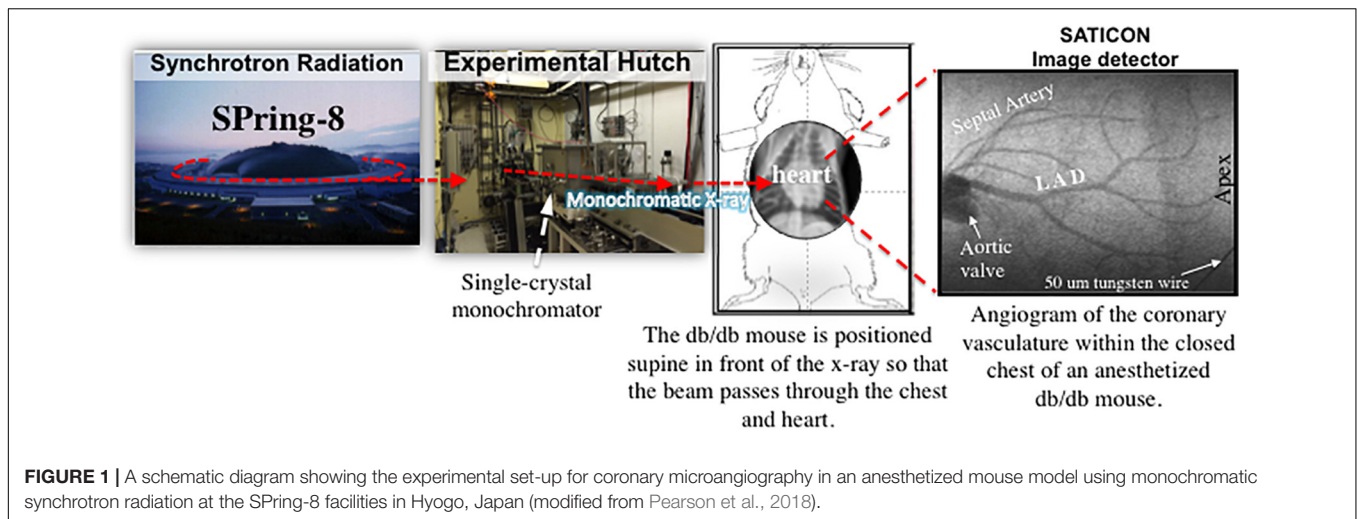 Synchrotron Radiation
SPring-8
Experimental Hutch
Monochromatic X-ray
Single-crystal
monochromator
heart
The db/db mouse is positioned
supine in front of the x-ray so that
the beam passes through the chest
and heart.
SATICON
Image detector
Septal Artery
LAD
Apex
Aortic
valve
50 um tungsten wire
Angiogram of the coronary
vasculature within the closed
chest of an anesthetized
db/db mouse.
FIGURE 1 | A schematic diagram showing the experimental set-up for coronary microangiography in an anesthetized mouse model using monochromatic
synchrotron radiation at the SPring-8 facilities in Hyogo, Japan (modified from Pearson et al., 2018).